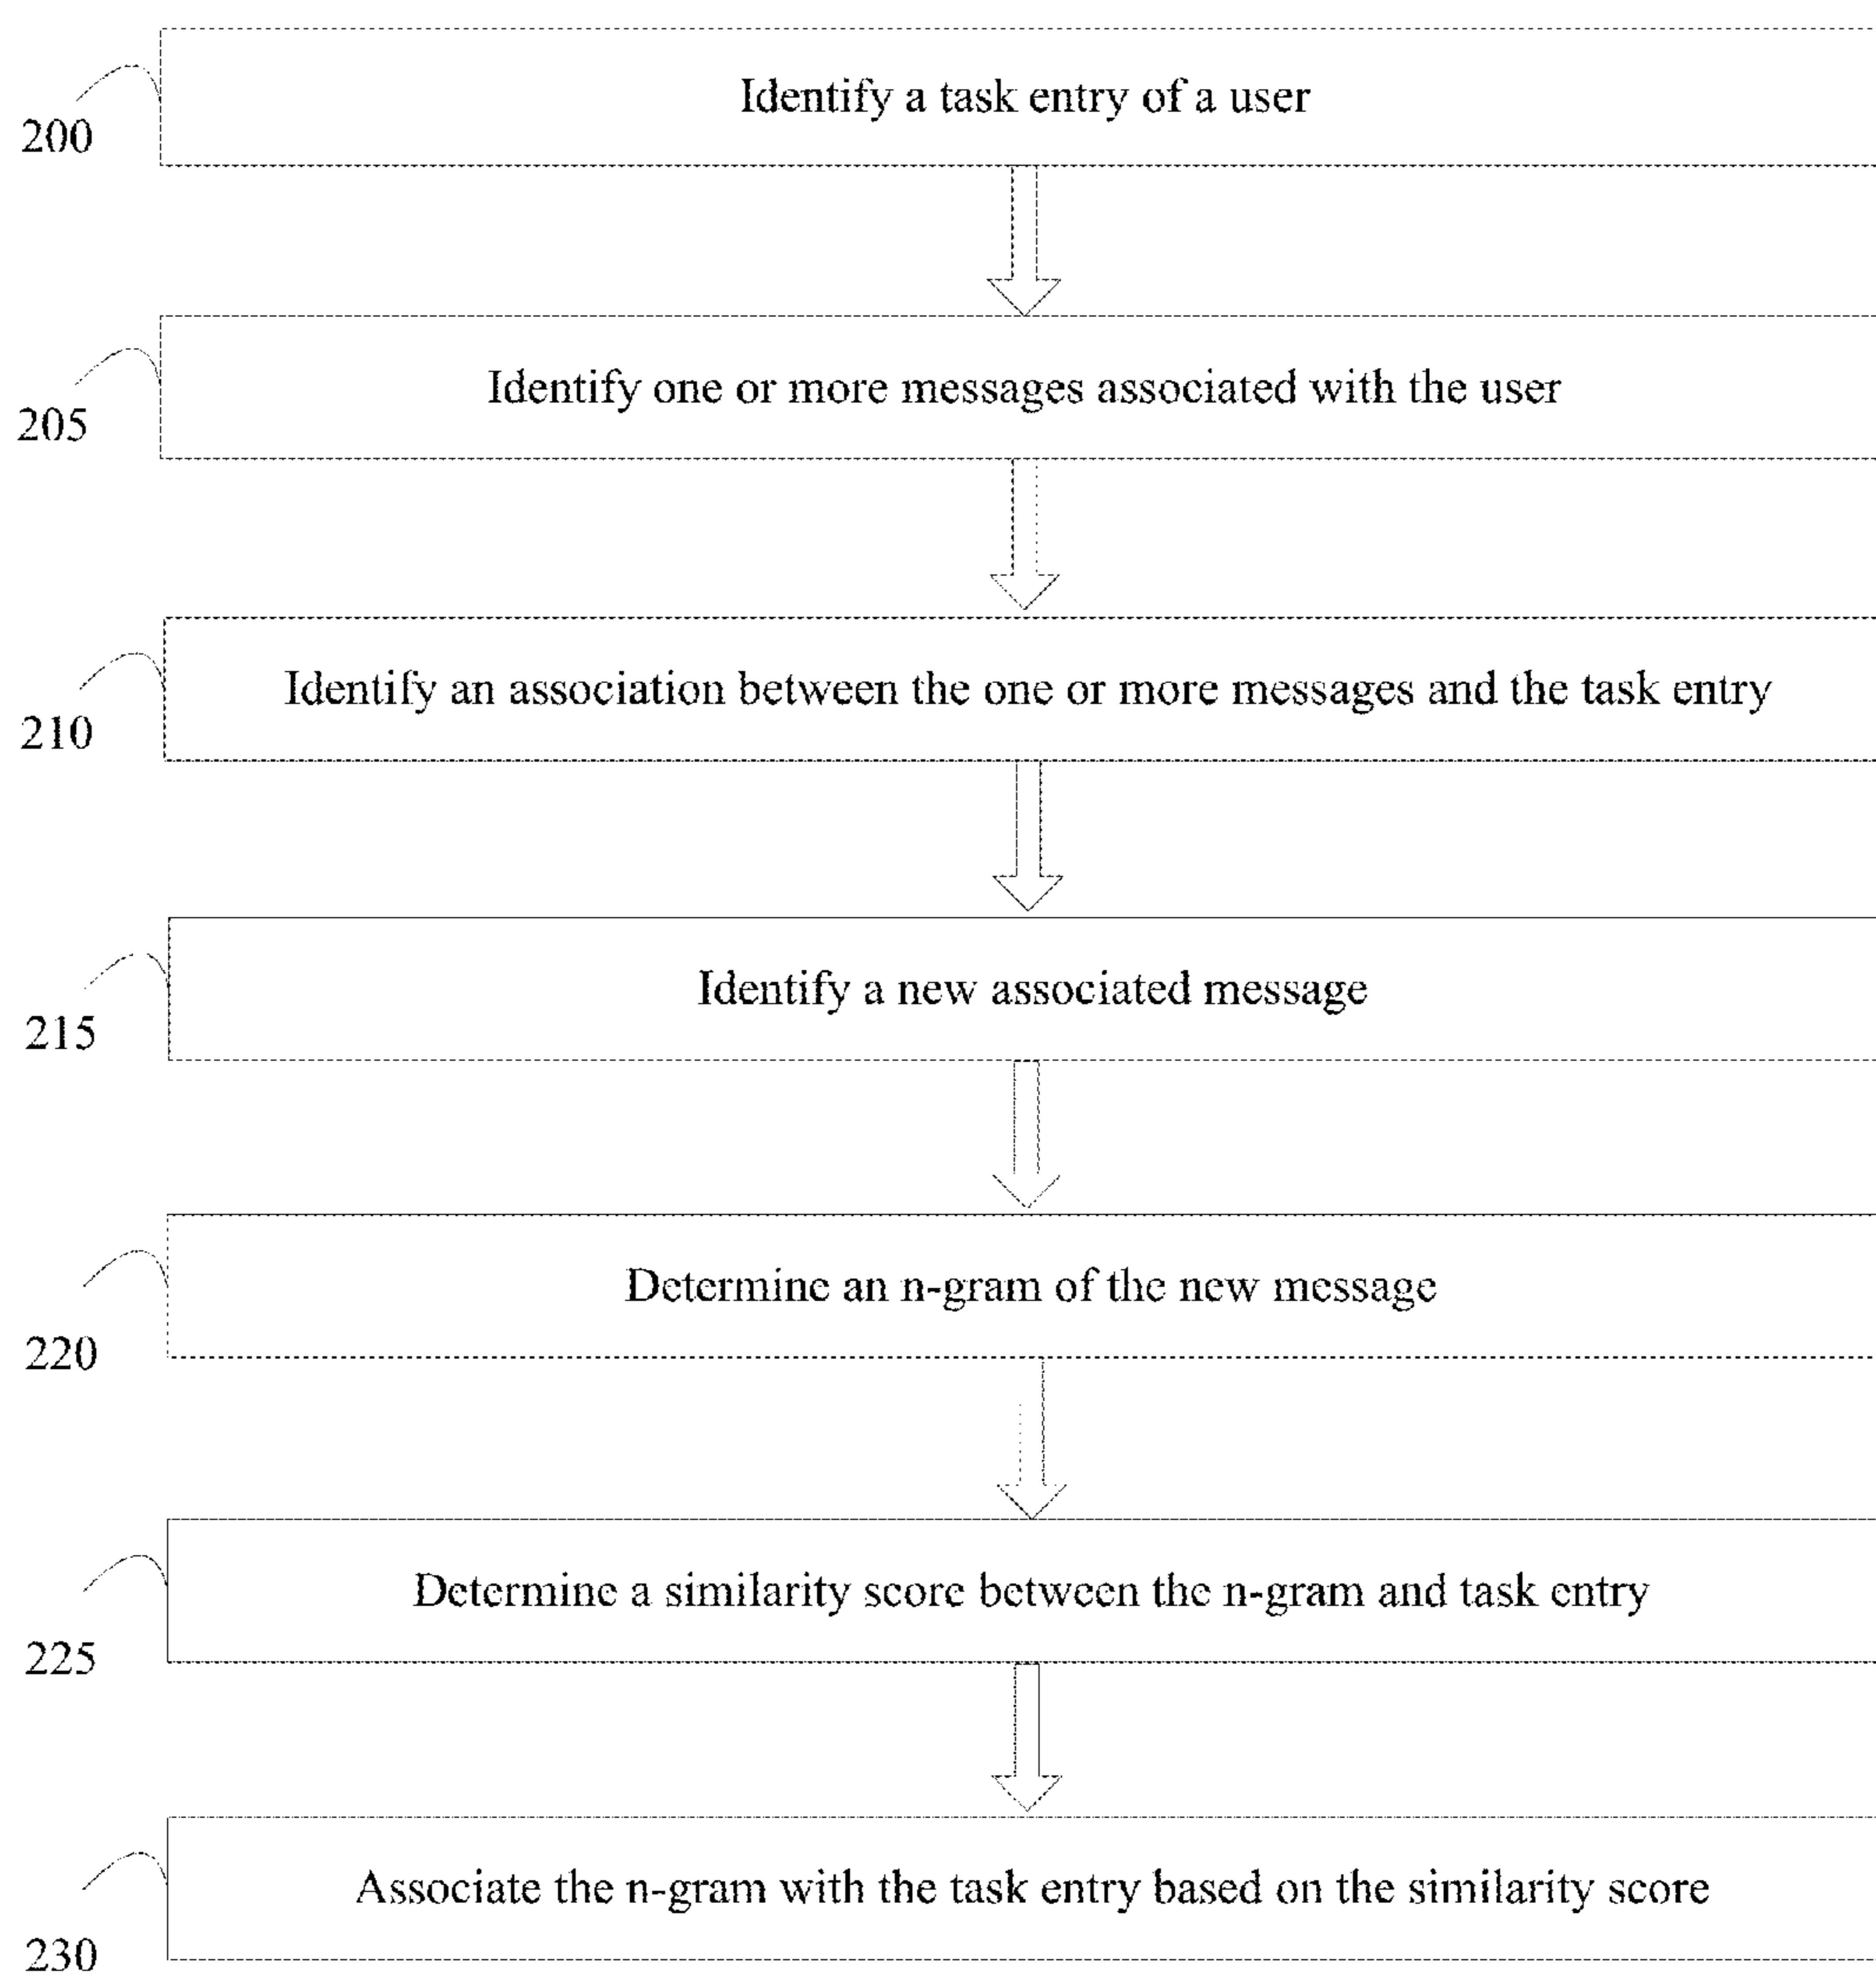 Identify a task entry of a user
200
Identify one or more messages associated with the user
205
Identify an association between the one or more messages and the task entry
210
Identify a new associated message
215
Determine an n-gram of the new message
220
Determine a similarity score between the n-gram and task entry
225
Associate the n-gram with the task entry based on the similarity score
230